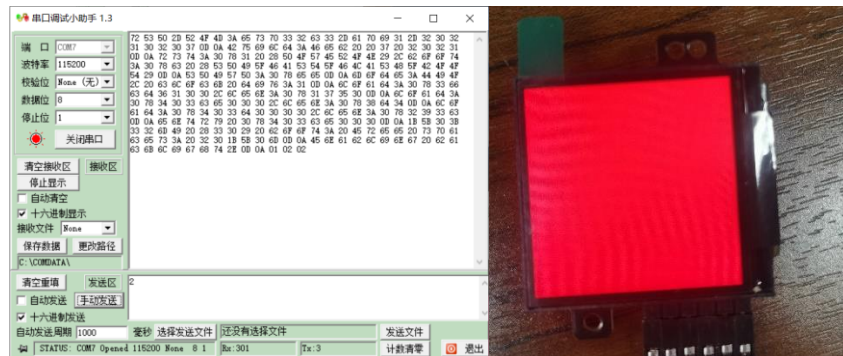 串口调试小助手 1.3
端 口 COM7
波特率 115200
校验位 None (无)
数据位 8
停止位 1
关闭串口
清空接收区 接收区
停止显示
自动清空
十六进制显示
接收文件 None
保存数据 更改路径
C:\COMDATA\
72 53 50 2D 52 4F 4D 3A 65 73 70 33 32 63 33 2D 61 70 69 31 2D 32 30 32
31 30 32 30 37 0D 0A 42 75 69 6C 64 3A 46 65 62 20 20 37 20 32 30 32 31
0D 0A 72 73 74 3A 30 78 31 20 28 50 4F 57 45 52 4F 4E 29 2C 62 6F 6F 74
3A 30 78 63 20 28 53 50 49 5F 46 41 53 54 5F 46 4C 41 53 48 5F 42 4F 4F
54 29 0D 0A 53 50 49 57 50 3A 30 78 65 65 0D 0A 6D 6F 64 65 3A 44 49 4F
2C 20 63 6C 6F 63 6B 20 64 69 76 3A 31 0D 0A 6C 6F 61 64 3A 30 78 33 66
63 64 36 31 30 30 2C 6C 65 6E 3A 30 78 31 37 35 30 0D 0A 6C 6F 61 64 3A
30 78 34 30 33 63 65 30 30 30 2C 6C 65 6E 3A 30 78 38 64 34 0D 0A 6C 6F
61 64 3A 30 78 34 30 33 64 30 30 30 30 2C 6C 65 6E 3A 30 78 32 39 33 63
0D 0A 65 6E 74 72 79 20 30 78 34 30 33 63 65 30 30 30 0D 0A 1B 5B 30 3B
33 32 6D 49 20 28 33 30 29 20 62 6F 6F 74 3A 20 45 72 65 65 20 73 70 61
63 65 73 3A 20 32 30 1B 5B 30 6D 0D 0A 45 6E 61 62 6C 69 6E 67 20 62 61
63 6B 6C 69 67 68 74 2E 0D 0A 01 02 02
清空重填 发送区
自动发送 手动发送
十六进制发送
2
自动发送周期 1000 毫秒 选择发送文件 还没有选择文件 发送文件
STATUS: COM7 Opened 115200 None 8 1 Rx:301 Tx:3 计数清零 退出